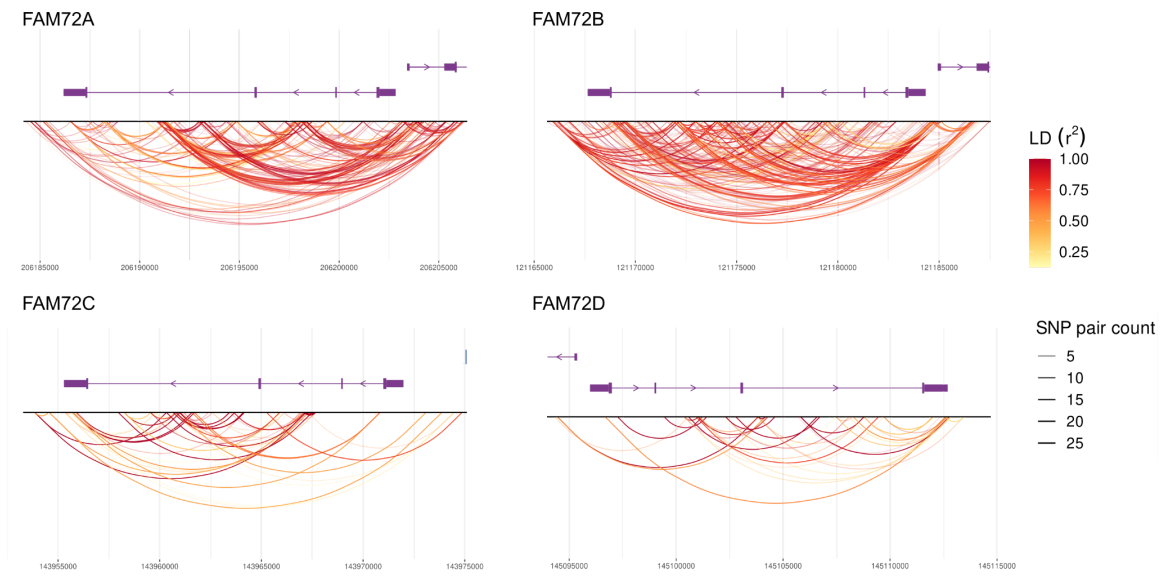 FAM72A
FAM72B
206185000 206190000 206195000 206200000 206205000
121165000 121170000 121175000 121180000 121185000
LD (r²)
1.00
0.75
0.50
0.25
FAM72C
FAM72D
143955000 143960000 143965000 143970000 143975000
145095000 145100000 145105000 145110000 145115000
SNP pair count
5
10
15
20
25